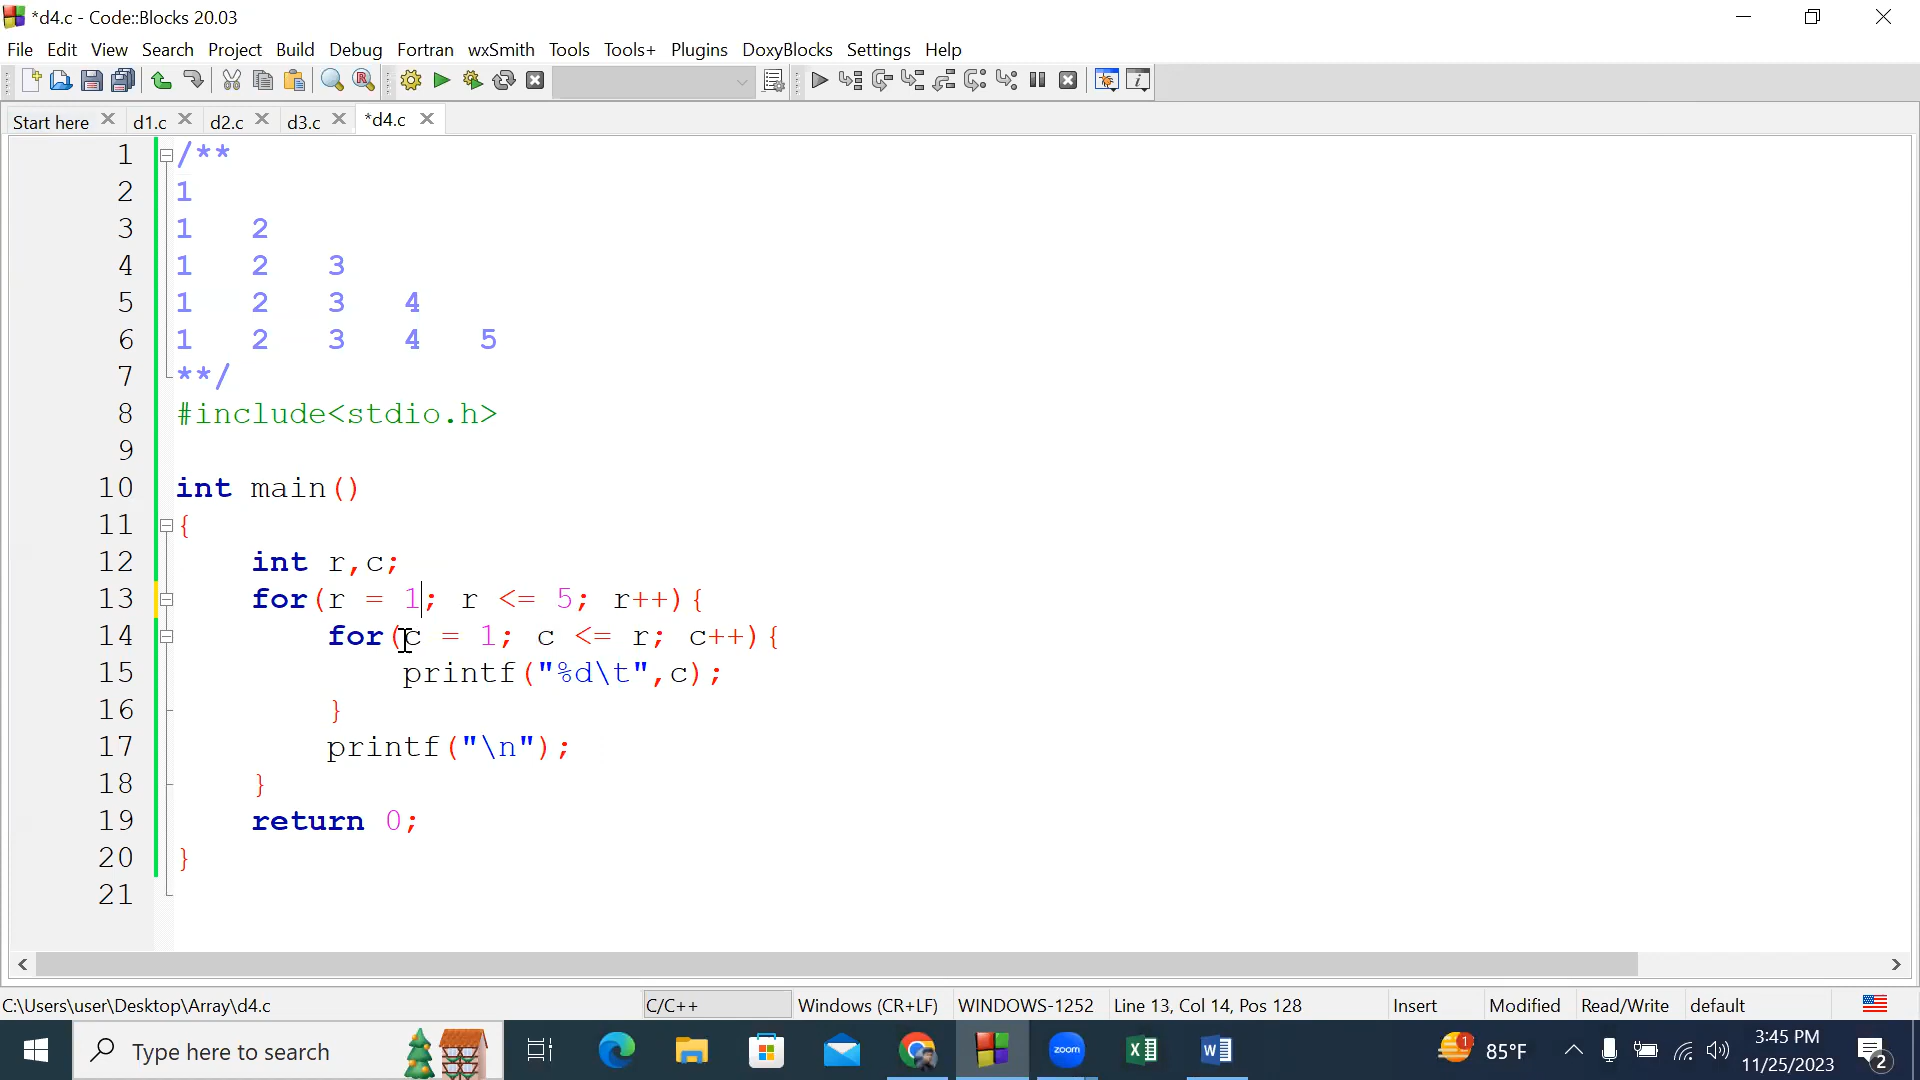 *d4.c - Code::Blocks 20.03
File Edit View Search Project Build Debug Fortran wxSmith Tools Tools+ Plugins DoxyBlocks Settings Help
Start here d1.c d2.c d3.c *d4.c
1 /**
2 1
3 1 2
4 1 2 3
5 1 2 3 4
6 1 2 3 4 5
7 **/
8 #include<stdio.h>
9
10 int main()
11 {
12 int r,c;
13 for(r = 1; r <= 5; r++){
14 for(c = 1; c <= r; c++){
15 printf("%d\t",c);
16 }
17 printf("\n");
18 }
19 return 0;
20 }
21
C:\Users\user\Desktop\Array\d4.c C/C++ Windows (CR+LF) WINDOWS-1252 Line 13, Col 14, Pos 128 Insert Modified Read/Write default
Type here to search zoom 1 85°F 3:45 PM
11/25/2023 2